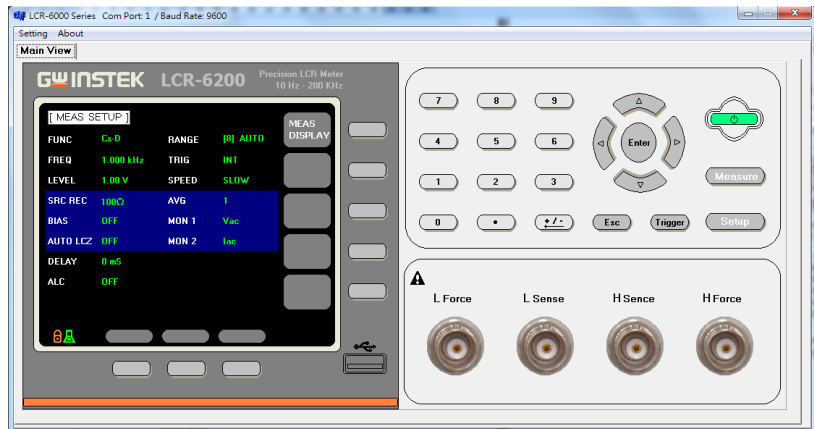 LCR-6000 Series Com Port: 1 / Baud Rate: 9600
Setting About
Main View
GWINSTEK LCR-6200 Precision LCR Meter
10 Hz - 200 KHz
[ MEAS SETUP ]
MEAS
DISPLAY
FUNC Cs-D RANGE [8] AUTO
FREQ 1.000 kHz TRIG INT
LEVEL 1.00 V SPEED SLOW
SRC REC 100Ω AVG 1
BIAS OFF MON 1 Vac
AUTO LCZ OFF MON 2 Iac
DELAY 0 mS
ALC OFF
7 8 9
4 5 6 Enter
Measure
1 2 3
0 • +/- Esc Trigger Setup
L Force L Sense H Sence H Force